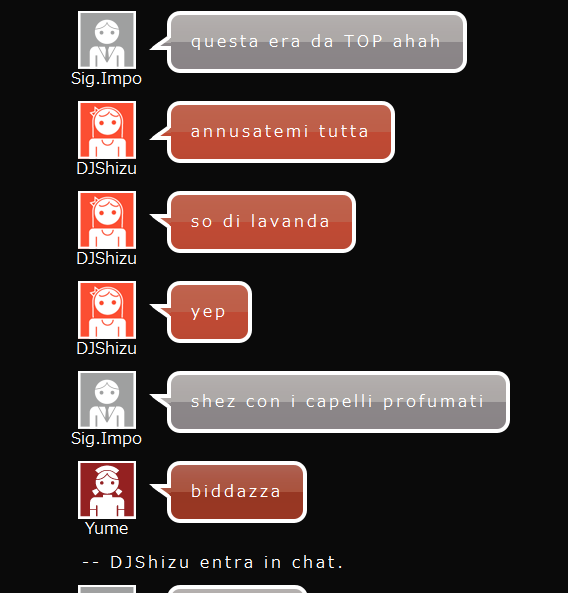 questa era da TOP ahah
Sig.Impo
annusatemi tutta
DJShizu
so di lavanda
DJShizu
yep
DJShizu
shez con i capelli profumati
Sig.Impo
biddazza
Yume
-- DJShizu entra in chat.